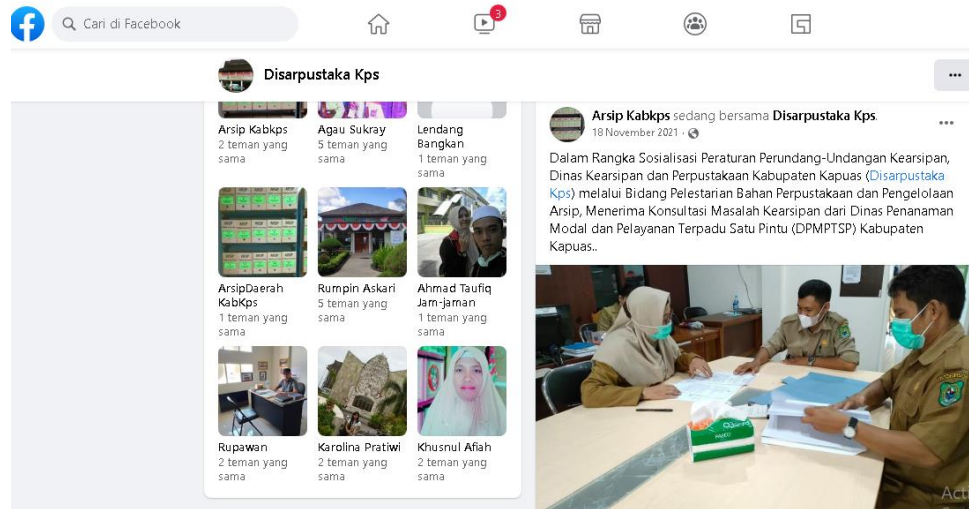 Cari di Facebook
3
Disarpustaka Kps
Arsip Kabkps
2 teman yang
sama
Agau Sukray
5 teman yang
sama
Lendang
Bangkan
1 teman yang
sama
ArsipDaerah
KabKps
1 teman yang
sama
Rumpin Askari
5 teman yang
sama
Ahmad Taufiq
Jam-jaman
1 teman yang
sama
Rupawan
2 teman yang
sama
Karolina Pratiwi
2 teman yang
sama
Khusnul Afiah
2 teman yang
sama
Arsip Kabkps sedang bersama Disarpustaka Kps.
18 November 2021 ·
Dalam Rangka Sosialisasi Peraturan Perundang-Undangan Kearsipan,
Dinas Kearsipan dan Perpustakaan Kabupaten Kapuas (Disarpustaka
Kps) melalui Bidang Pelestarian Bahan Perpustakaan dan Pengelolaan
Arsip, Menerima Konsultasi Masalah Kearsipan dari Dinas Penanaman
Modal dan Pelayanan Terpadu Satu Pintu (DPMPTSP) Kabupaten
Kapuas..